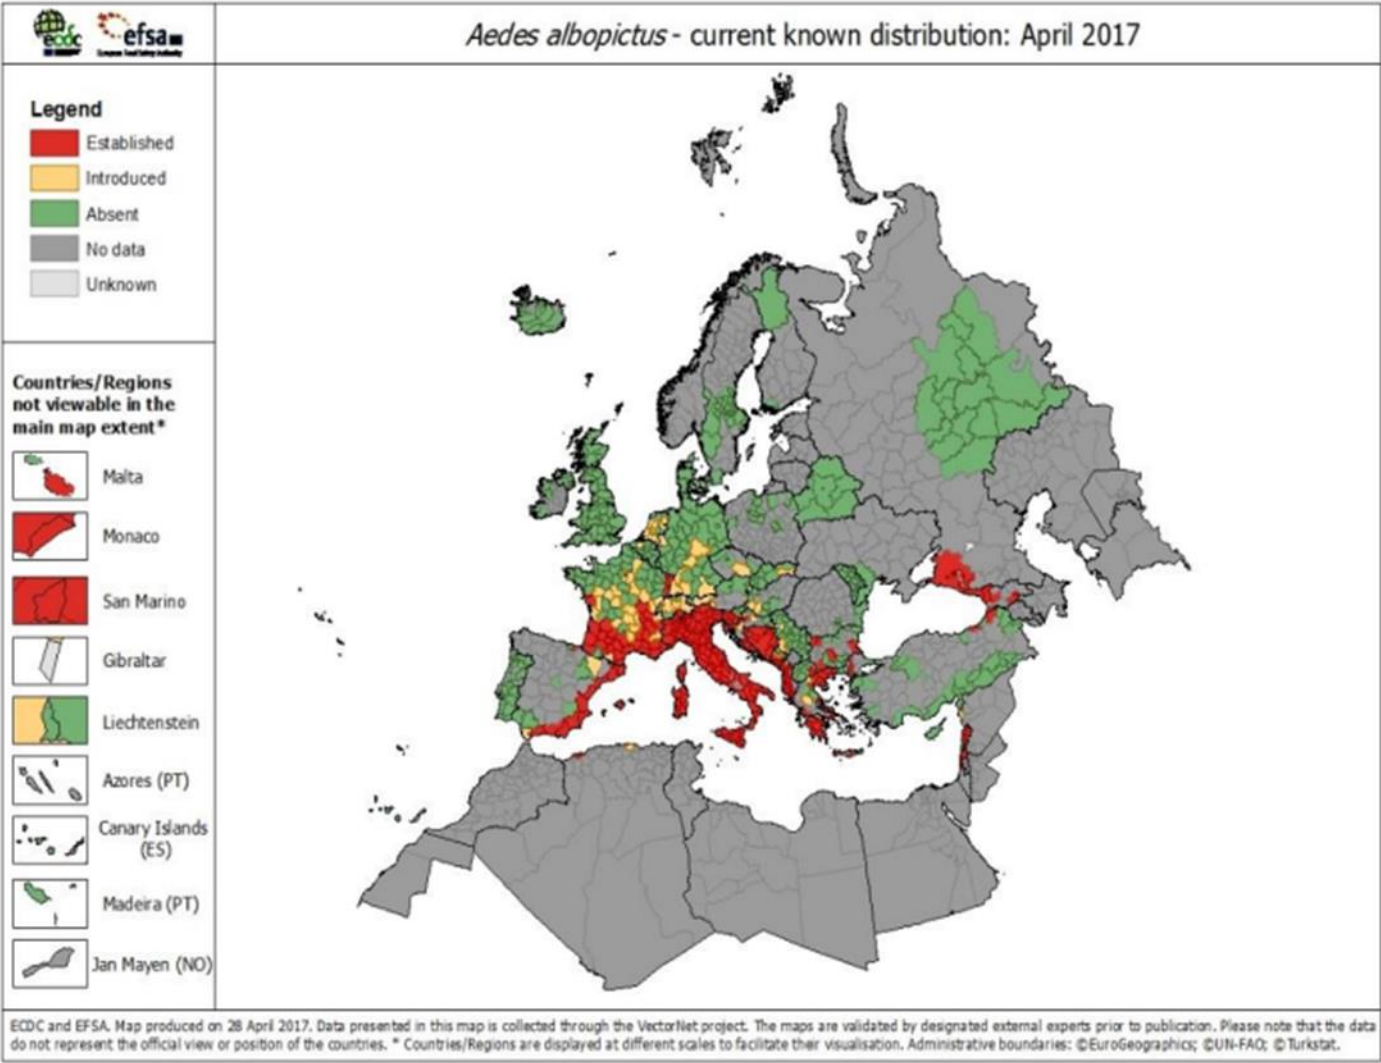 ecdc efsa
European Food Safety Authority
Aedes albopictus - current known distribution: April 2017
Legend
Established
Introduced
Absent
No data
Unknown
Countries/Regions
not viewable in the
main map extent*
Malta
Monaco
San Marino
Gibraltar
Liechtenstein
Azores (PT)
Canary Islands
(ES)
Madeira (PT)
Jan Mayen (NO)
ECDC and EFSA. Map produced on 28 April 2017. Data presented in this map is collected through the VectorNet project. The maps are validated by designated external experts prior to publication. Please note that the data
do not represent the official view or position of the countries. * Countries/Regions are displayed at different scales to facilitate their visualisation. Administrative boundaries: ©EuroGeographics; ©UN-FAO; ©Turkstat.